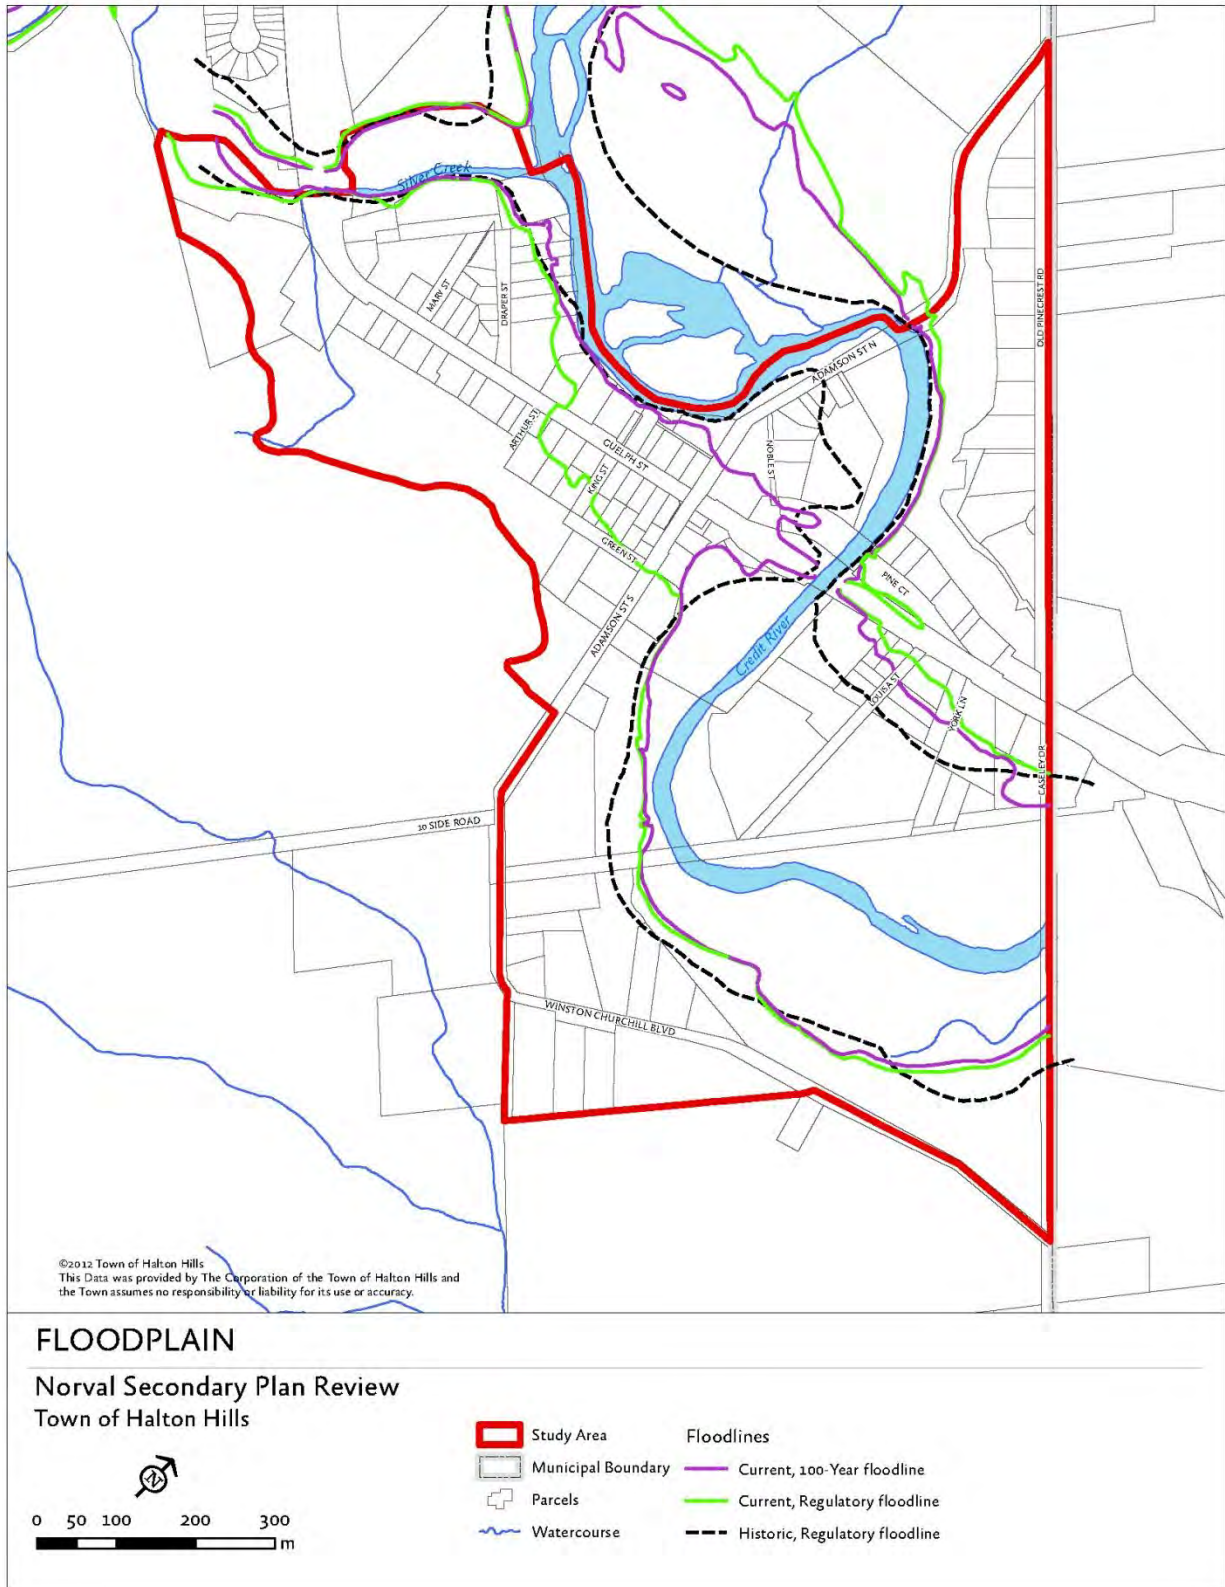 Silver Creek
MARY ST
DRAPER ST
OLD PINECREST RD
ADAMSON ST N
ARTHUR ST
GUELPH ST
NOBLE ST
KING ST
GREEN ST
PINE CT
ADAMSON ST S
Credit River
LOUISA ST
YORK LN
CASELEY DR
10 SIDE ROAD
WINSTON CHURCHILL BLVD
©2012 Town of Halton Hills
This Data was provided by The Corporation of the Town of Halton Hills and
the Town assumes no responsibility or liability for its use or accuracy.
FLOODPLAIN
Norval Secondary Plan Review
Town of Halton Hills
N
0 50 100 200 300
m
Study Area
Municipal Boundary
Parcels
Watercourse
Floodlines
Current, 100-Year floodline
Current, Regulatory floodline
Historic, Regulatory floodline